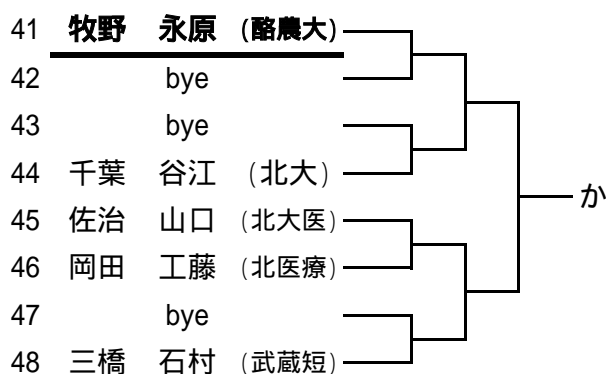 41 牧野 永原 (酪農大)
42 bye
43 bye
44 千葉 谷江 (北大)
か
45 佐治 山口 (北大医)
46 岡田 工藤 (北医療)
47 bye
48 三橋 石村 (武蔵短)